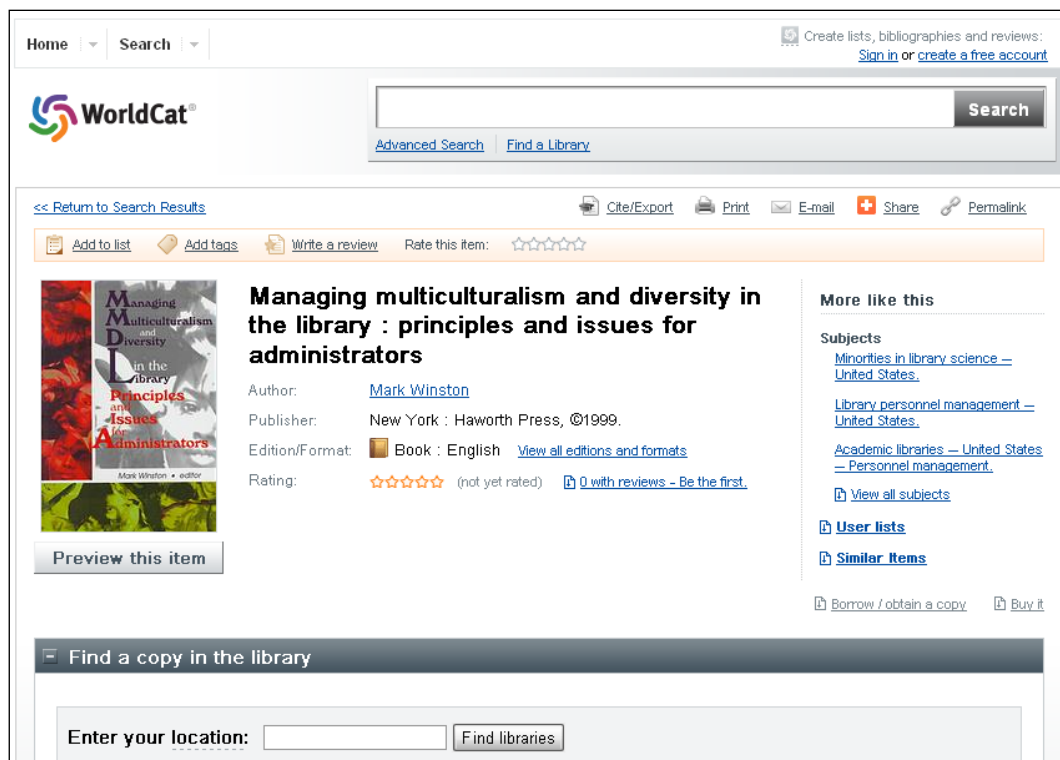 Home Search
Create lists, bibliographies and reviews:
Sign in or create a free account
WorldCat®
Search
Advanced Search Find a Library
<< Return to Search Results
Cite/Export Print E-mail Share Permalink
Add to list Add tags Write a review Rate this item:
Managing
Multiculturalism
and
Diversity
in the
Library
Principles
and
Issues
for
Administrators
Mark Winston • editor
Preview this item
Managing multiculturalism and diversity in
the library : principles and issues for
administrators
Author: Mark Winston
Publisher: New York : Haworth Press, ©1999.
Edition/Format: Book : English View all editions and formats
Rating: (not yet rated) 0 with reviews - Be the first.
More like this
Subjects
Minorities in library science —
United States.
Library personnel management —
United States.
Academic libraries — United States
— Personnel management.
View all subjects
User lists
Similar Items
Borrow / obtain a copy Buy it
Find a copy in the library
Enter your location: Find libraries